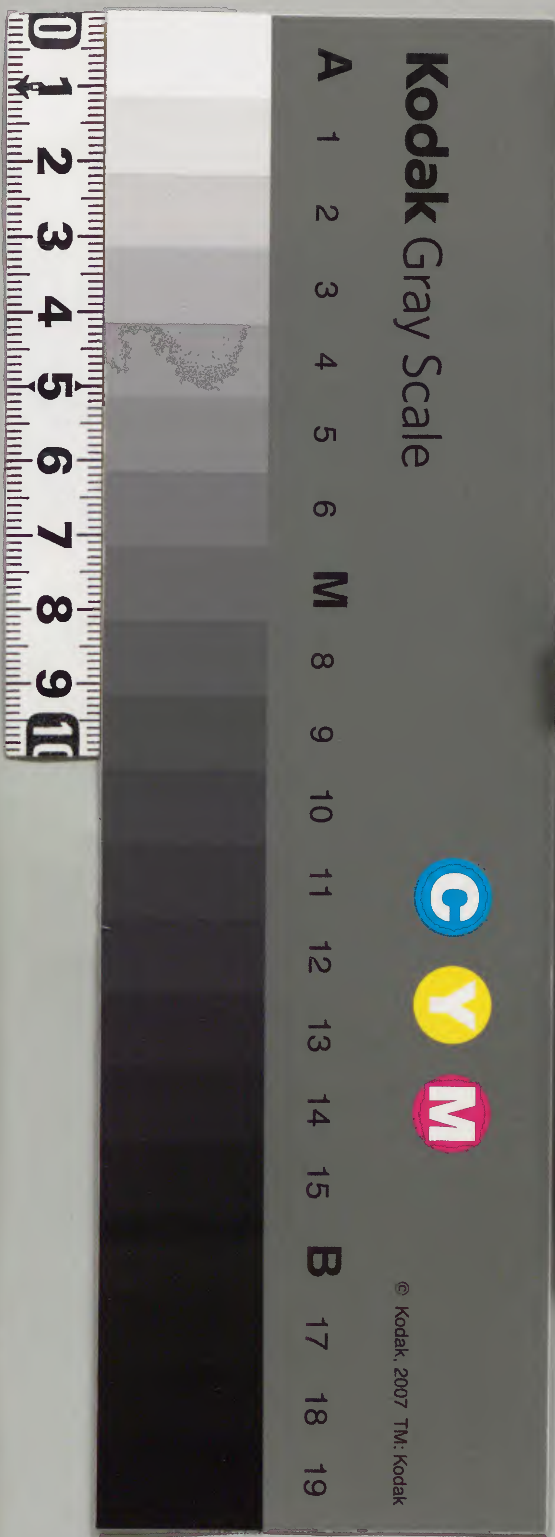 Kodak Gray Scale
C Y M
© Kodak, 2007 TM: Kodak
A 1 2 3 4 5 6 M 8 9 10 11 12 13 14 15 B 17 18 19
0 1 2 3 4 5 6 7 8 9 10